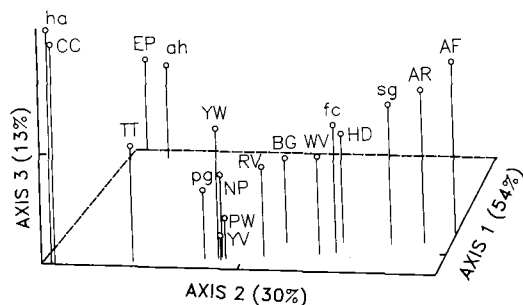 ha
CC
EP
ah
AF
AR
sg
fc
HD
YW
TT
BG
WV
RV
NP
pg
PW
YV
AXIS 3 (13%)
AXIS 2 (30%)
AXIS 1 (54%)